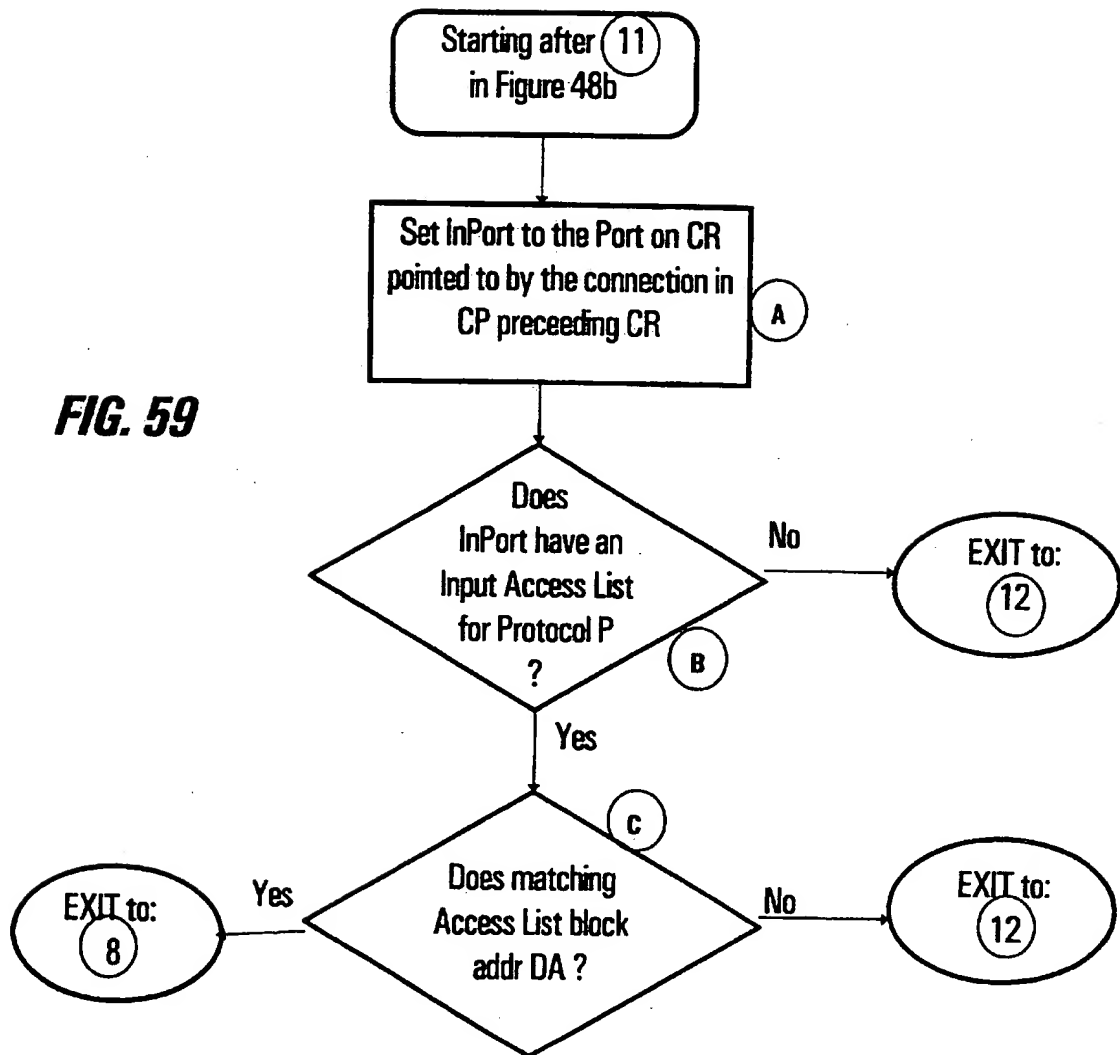 Starting after 11
in Figure 48b
Set InPort to the Port on CR
pointed to by the connection in
CP preceeding CR
A
FIG. 59
Does
InPort have an
Input Access List
for Protocol P
?
B
No
EXIT to:
12
Yes
C
Does matching
Access List block
addr DA ?
Yes
EXIT to:
8
No
EXIT to:
12